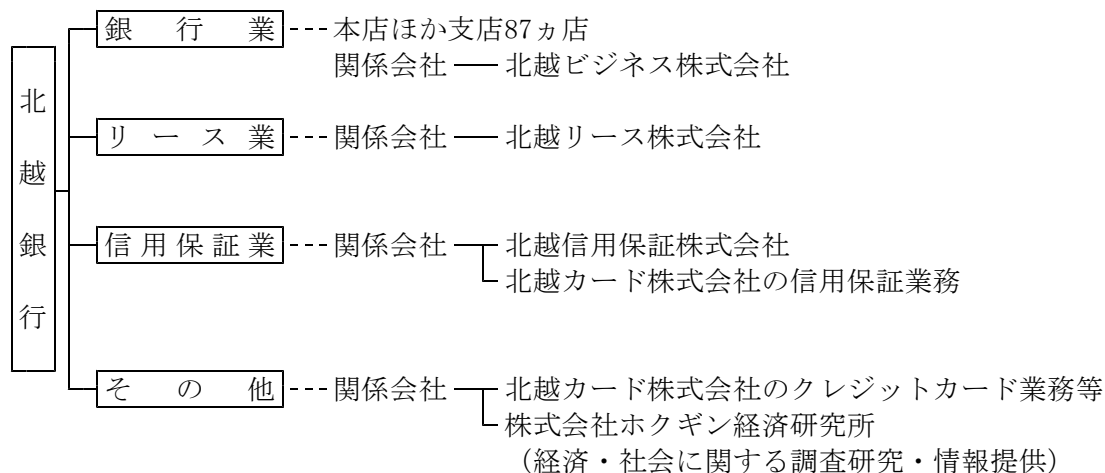 北越銀行
銀行業 本店ほか支店87ヵ店
関係会社 北越ビジネス株式会社
リース業 関係会社 北越リース株式会社
信用保証業 関係会社 北越信用保証株式会社
北越カード株式会社の信用保証業務
その他 関係会社 北越カード株式会社のクレジットカード業務等
株式会社ホクギン経済研究所
（経済・社会に関する調査研究・情報提供）